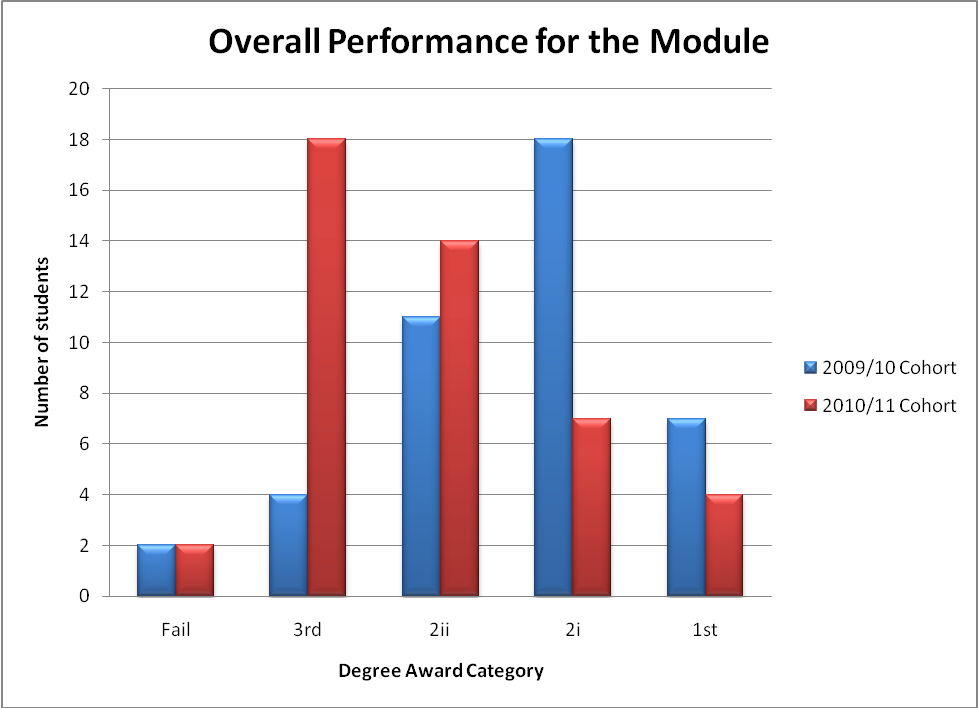 Overall Performance for the Module
20
18
16
14
12
10
8
6
4
2
0
Number of students
Fail 3rd 2ii 2i 1st
Degree Award Category
2009/10 Cohort
2010/11 Cohort